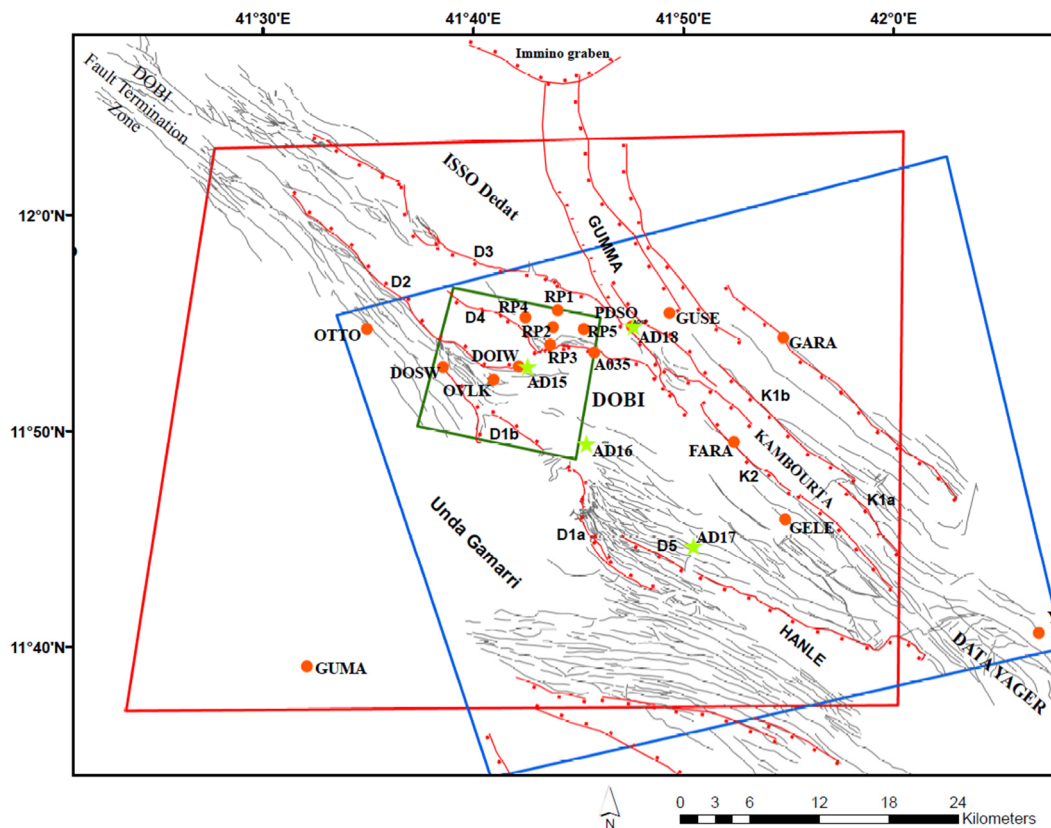 41°30'E
41°40'E
41°50'E
42°0'E
12°0'N
11°50'N
11°40'N
Immino graben
DOBI
Fault Termination
Zone
ISSO Dedat
GUMMA
D3
D2
RP1
RP4
D4
PDSO
GUSE
OTTO
RP2
RP5
AD18
GARA
RP3
DOSW
DOIW
A035
AD15
OVLK
DOBI
K1b
D1b
AD16
FARA
KAMBOURTA
K2
K1a
Unda Gamarri
D1a
D5
AD17
GELE
HANLE
DATA YAGER
GUMA
N
0 3 6 12 18 24
Kilometers